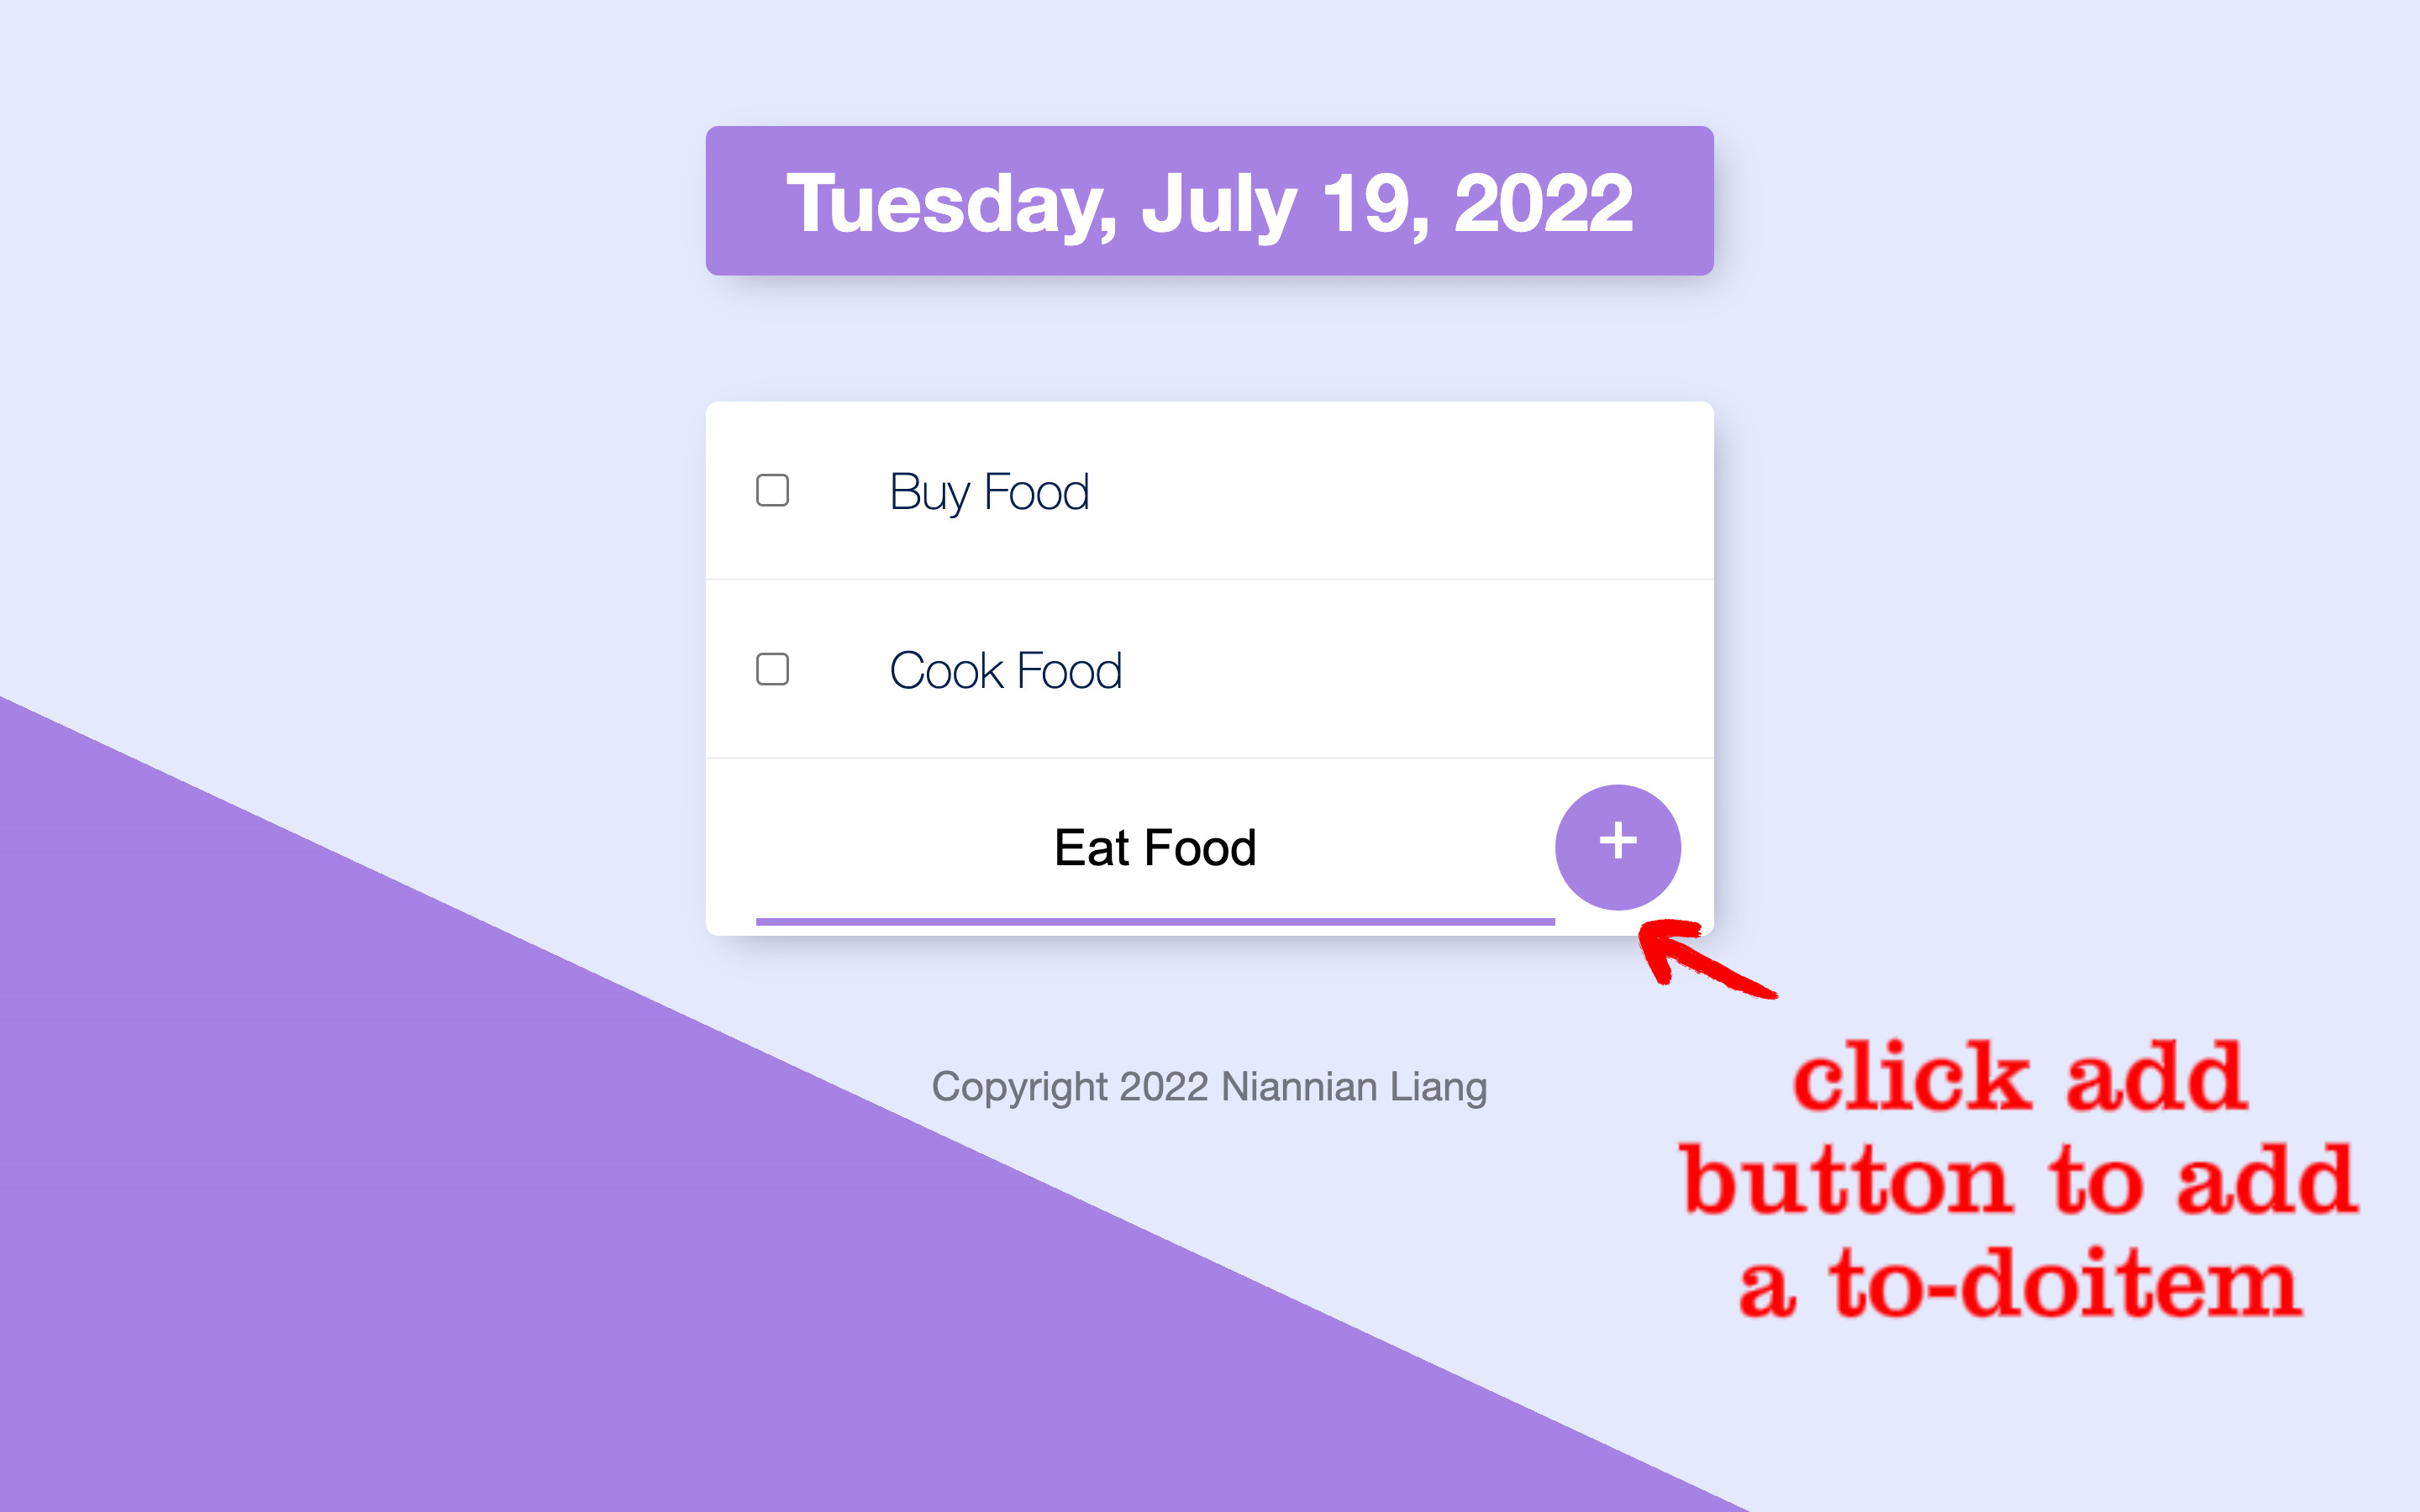 Tuesday, July 19, 2022
Buy Food
Cook Food
Eat Food
+
Copyright 2022 Niannian Liang
click add
button to add
a to-doitem